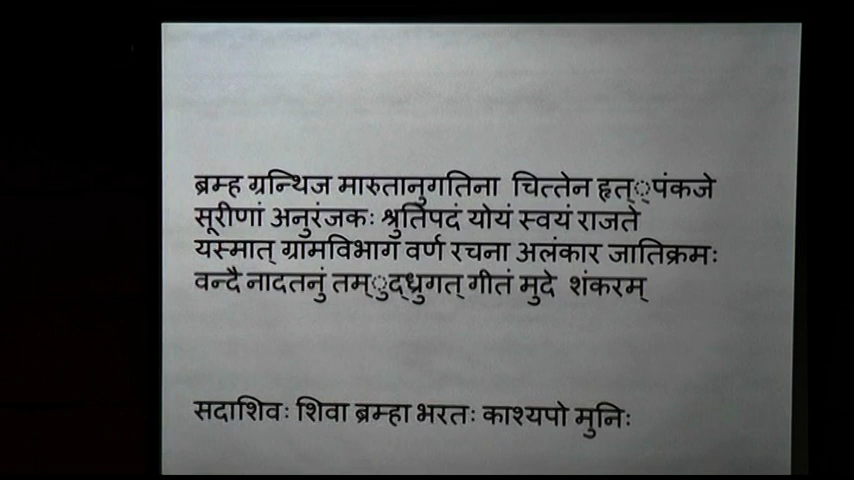 ब्रम्ह ग्रन्थिज मारुतानुगतिना चित्तेन हृत्ृपंकजे
सूरीणां अनुरंजकः श्रुतिपदं योयं स्वयं राजते
यस्मात् ग्रामविभाग वर्ण रचना अलंकार जातिक्रमः
वन्दै नादतनुं तम्ुद्ध्रुगत् गीतं मुदे शंकरम्
सदाशिवः शिवा ब्रम्हा भरतः काश्यपो मुनिः